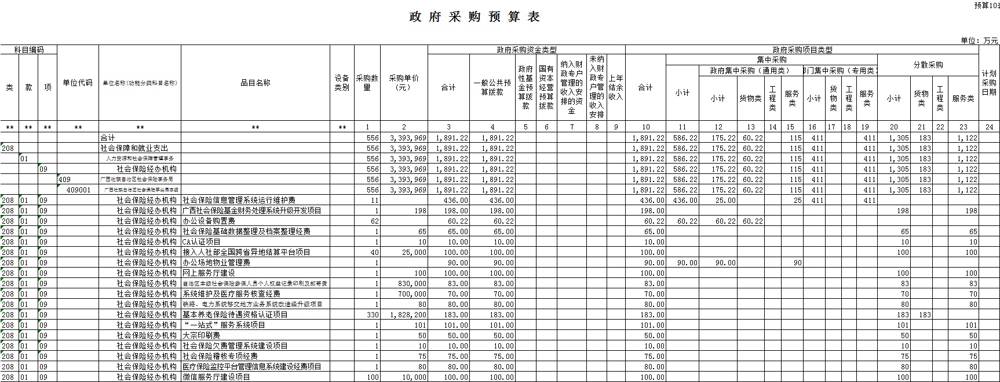 预算10表
政 府 采 购 预 算 表
单位：万元
科目编码 政府采购资金类型 政府采购项目类型
类 款 项 单位代码 单位名称(功能分类科目名称) 品目名称 设备类别 采购数量 采购单价（元） 合计 一般公共预算拨款 政府性基金预算拨款 国有资本经营预算拨款 纳入财政专户管理的收入安排的资金 未纳入财政专户管理的收入安排 上年结余收入 合计 集中采购 分散采购 计划采购日期
小计 政府集中采购（通用类） 部门集中采购（专用类）
小计 货物类 工程类 服务类 小计 货物类 工程类 服务类 小计 货物类 工程类 服务类
** ** ** ** ** ** ** 1 2 3 4 5 6 7 8 9 10 11 12 13 14 15 16 17 18 19 20 21 22 23 24
合计 556 3,393,969 1,891.22 1,891.22 1,891.22 586.22 175.22 60.22 115 411 411 1,305 183 1,122
208 社会保障和就业支出 556 3,393,969 1,891.22 1,891.22 1,891.22 586.22 175.22 60.22 115 411 411 1,305 183 1,122
01 人力资源和社会保障管理事务 556 3,393,969 1,891.22 1,891.22 1,891.22 586.22 175.22 60.22 115 411 411 1,305 183 1,122
09 社会保险经办机构 556 3,393,969 1,891.22 1,891.22 1,891.22 586.22 175.22 60.22 115 411 411 1,305 183 1,122
409 广西壮族自治区社会保险事务局 556 3,393,969 1,891.22 1,891.22 1,891.22 586.22 175.22 60.22 115 411 411 1,305 183 1,122
409001 广西壮族自治区社会保险事业局本级 556 3,393,969 1,891.22 1,891.22 1,891.22 586.22 175.22 60.22 115 411 411 1,305 183 1,122
208 01 09 社会保险经办机构 社会保险信息管理系统运行维护费 11 436.00 436.00 436.00 436.00 25.00 25 411 411
208 01 09 社会保险经办机构 广西社会保险基金财务处理系统升级开发项目 1 198 198.00 198.00 198.00 198 198
208 01 09 社会保险经办机构 办公设备购置费 62 60.22 60.22 60.22 60.22 60.22 60.22
208 01 09 社会保险经办机构 社会保险基础数据整理及档案整理经费 1 65 65.00 65.00 65.00 65 65
208 01 09 社会保险经办机构 CA认证项目 1 10 10.00 10.00 10.00 10 10
208 01 09 社会保险经办机构 接入人社部全国跨省异地结算平台项目 40 25,000 100.00 100.00 100.00 100 100
208 01 09 社会保险经办机构 办公场地物业管理费 1 90.00 90.00 90.00 90.00 90.00 90
208 01 09 社会保险经办机构 网上服务厅建设 1 100 100.00 100.00 100.00 100 100
208 01 09 社会保险经办机构 自治区本级社会保险参保人员个人权益记录印刷及邮寄费 1 830,000 83.00 83.00 83.00 83 83
208 01 09 社会保险经办机构 系统维护及医疗服务核查经费 1 700,000 70.00 70.00 70.00 70 70
208 01 09 社会保险经办机构 铁路、电力系统移交地方业务系统改造经升级项目 1 80 80.00 80.00 80.00 80 80
208 01 09 社会保险经办机构 基本养老保险待遇资格认证项目 330 1,828,200 183.00 183.00 183.00 183 183
208 01 09 社会保险经办机构 “一站式”服务系统项目 1 101 101.00 101.00 101.00 101 101
208 01 09 社会保险经办机构 大宗印刷费 1 50 50.00 50.00 50.00 50 50
208 01 09 社会保险经办机构 社会保险欠费管理系统建设项目 1 10 10.00 10.00 10.00 10 10
208 01 09 社会保险经办机构 社会保险稽核专项经费 1 75 75.00 75.00 75.00 75 75
208 01 09 社会保险经办机构 医疗保险监控平台管理信息系统建设经费项目 1 80 80.00 80.00 80.00 80 80
208 01 09 社会保险经办机构 微信服务厅建设项目 100 10,000 100.00 100.00 100.00 100 100